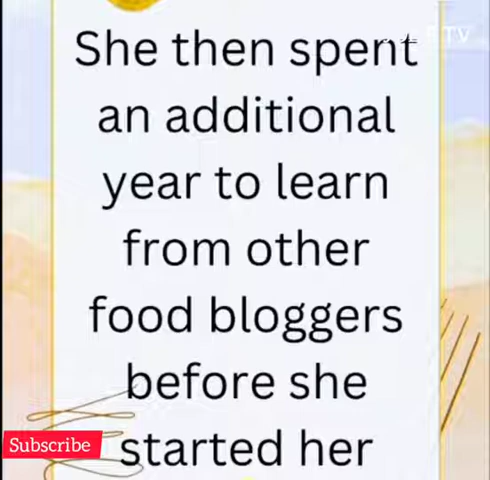 She then spent
an additional
year to learn
from other
food bloggers
before she
started her
Subscribe